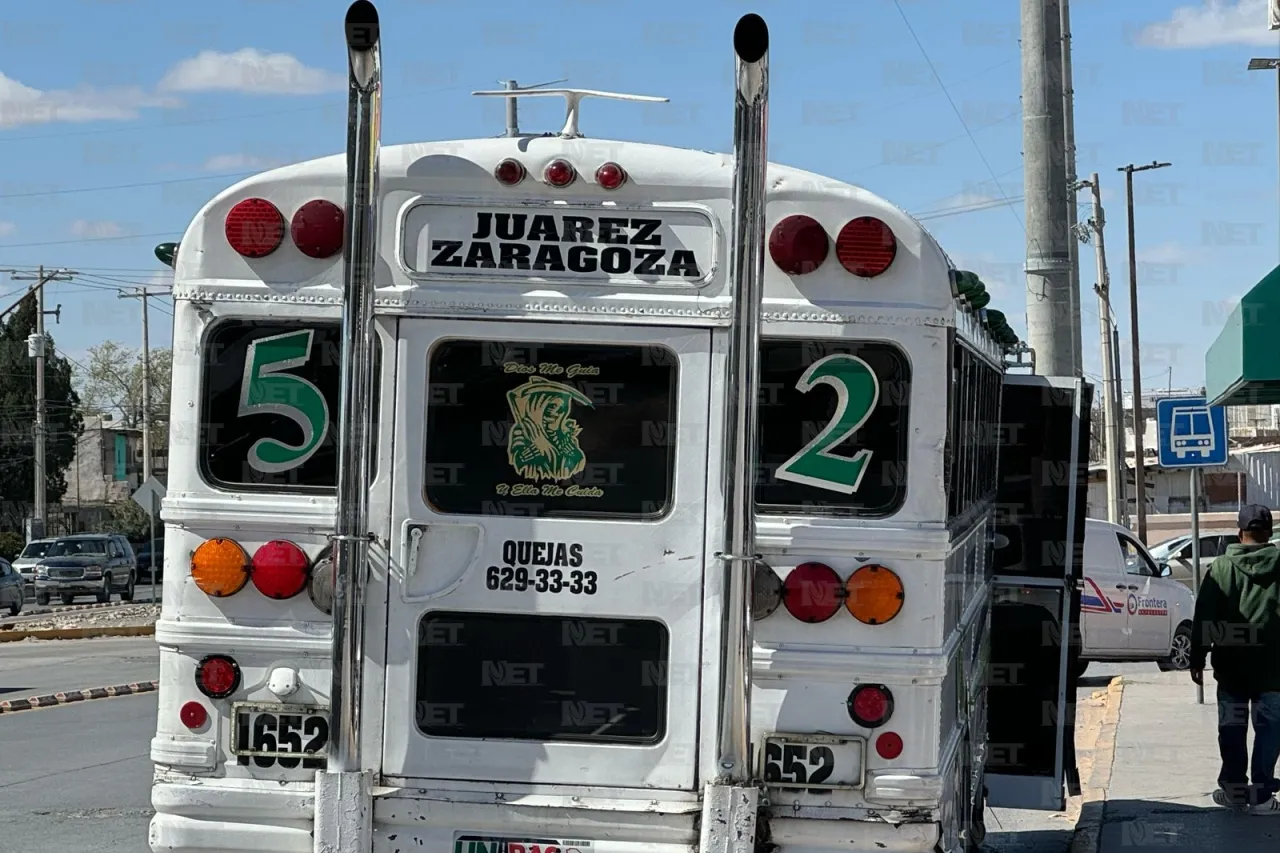 JUAREZ
ZARAGOZA
5
2
Dios Me Guia
Y Ella Me Cuida
QUEJAS
629-33-33
1652
652
Frontera
NET